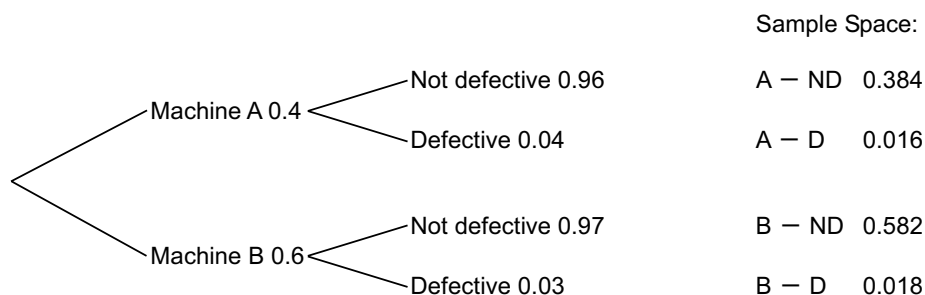 Sample Space:
Not defective 0.96 A − ND 0.384
Machine A 0.4
Defective 0.04 A − D 0.016
Not defective 0.97 B − ND 0.582
Machine B 0.6
Defective 0.03 B − D 0.018